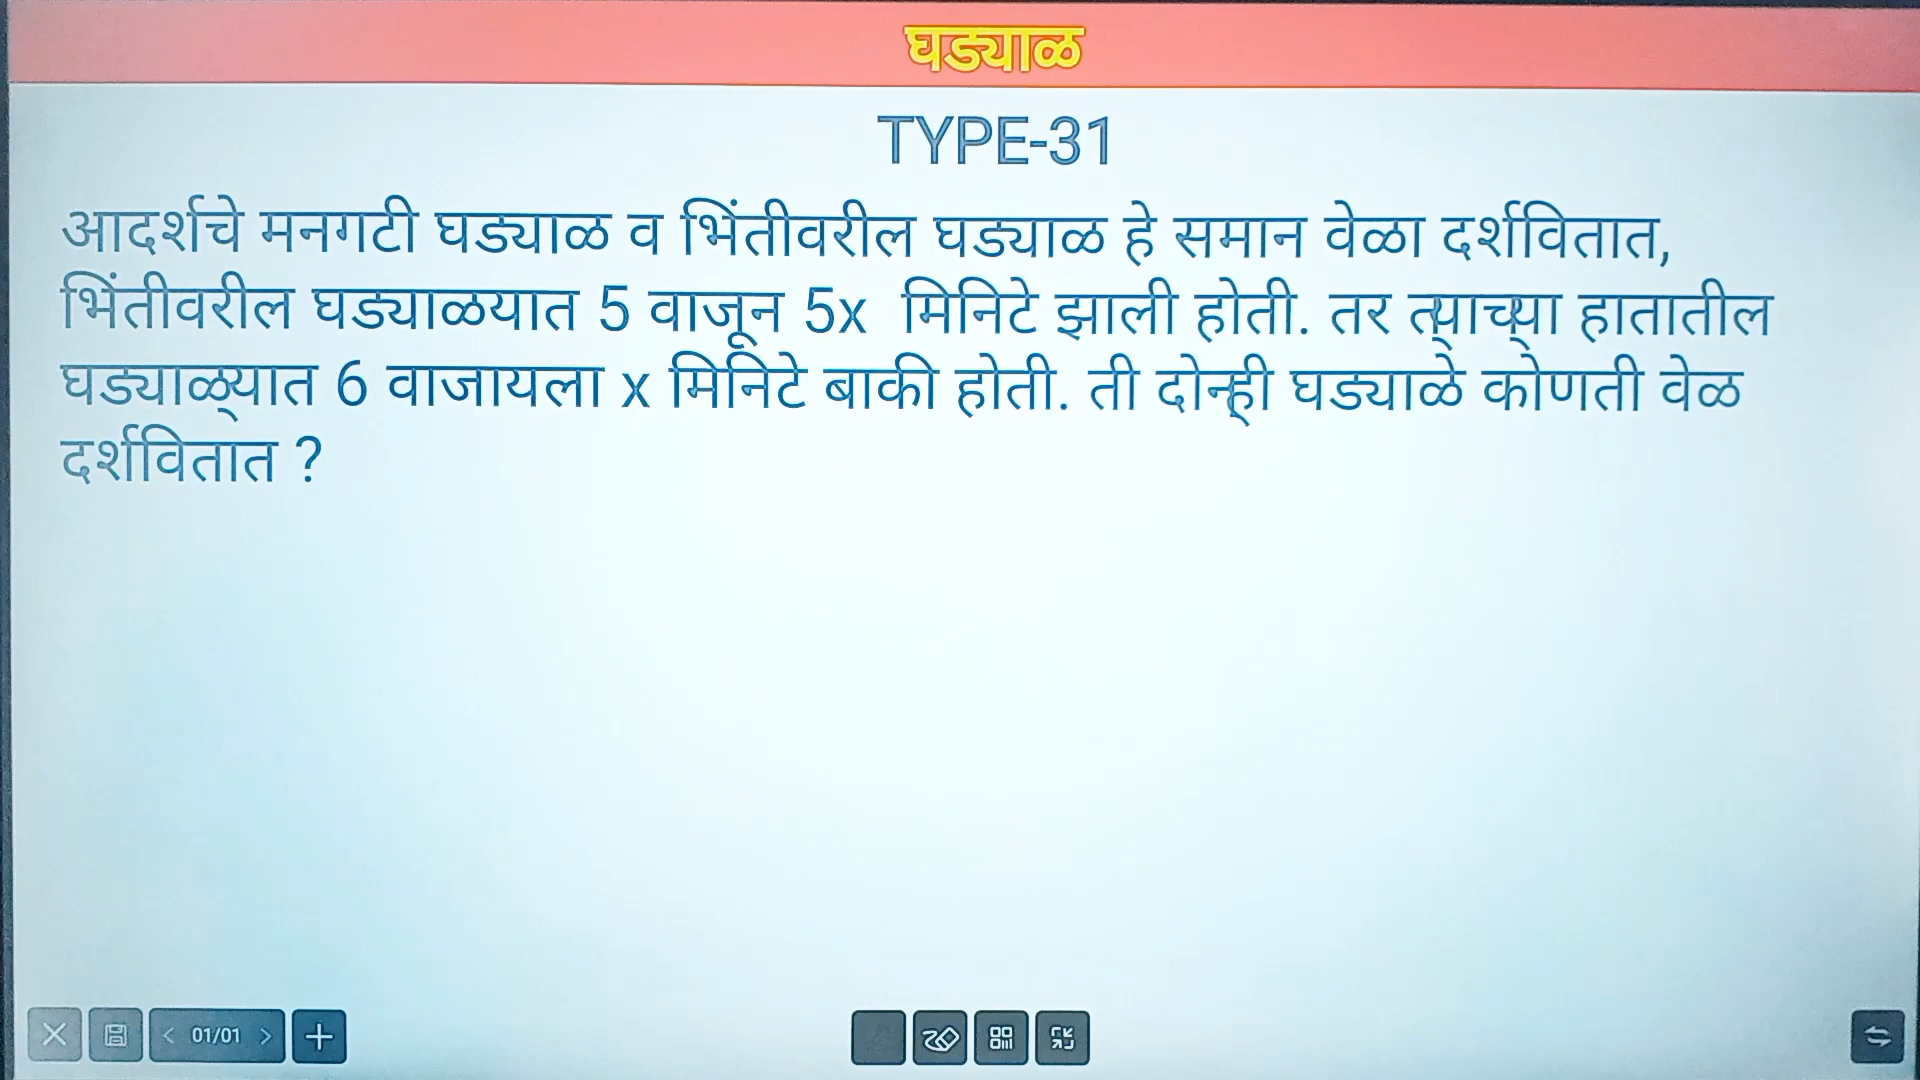 घड्याळ
TYPE-31
आदर्शचे मनगटी घड्याळ व भिंतीवरील घड्याळ हे समान वेळा दर्शवितात,
भिंतीवरील घड्याळयात 5 वाजून 5x मिनिटे झाली होती. तर त्याच्या हातातील
घड्याळ्यात 6 वाजायला x मिनिटे बाकी होती. ती दोन्ही घड्याळे कोणती वेळ
दर्शवितात ?
01/01